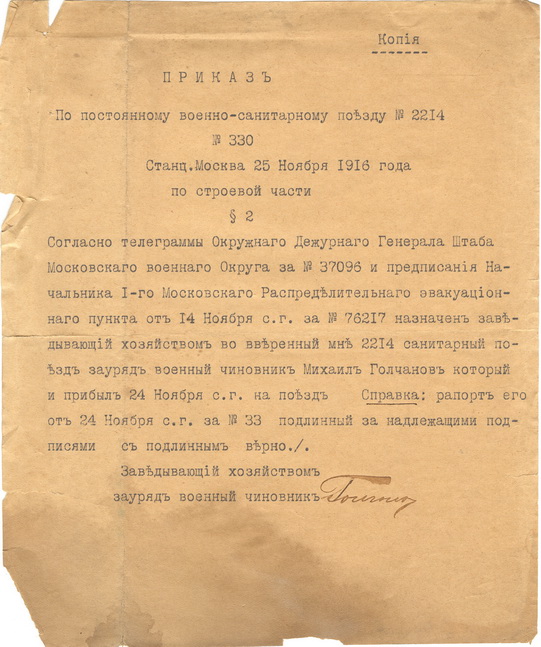 Копія
ПРИКАЗЪ
По постоянному военно-санитарному поѣзду № 2214
№ 330
Станц.Москва 25 Ноября 1916 года
по строевой части
§ 2
Согласно телеграммы Окружнаго Дежурнаго Генерала Штаба
Московскаго военнаго Округа за № 37096 и предписанія На-
чальника I-го Московскаго Распредѣлительнаго эвакуаціон-
наго пункта отъ 14 Ноября с.г. за № 76217 назначенъ завѣ-
дывающій хозяйствомъ во ввѣренный мнѣ 2214 санитарный по-
ѣздъ заурядъ военный чиновникъ Михаилъ Голчановъ который
и прибылъ 24 Ноября с.г. на поѣздъ Справка: рапортъ его
отъ 24 Ноября с.г. за № 33 подлинный за надлежащими под-
писями съ подлиннымъ вѣрно./.
Завѣдывающій хозяйствомъ
заурядъ военный чиновникъ